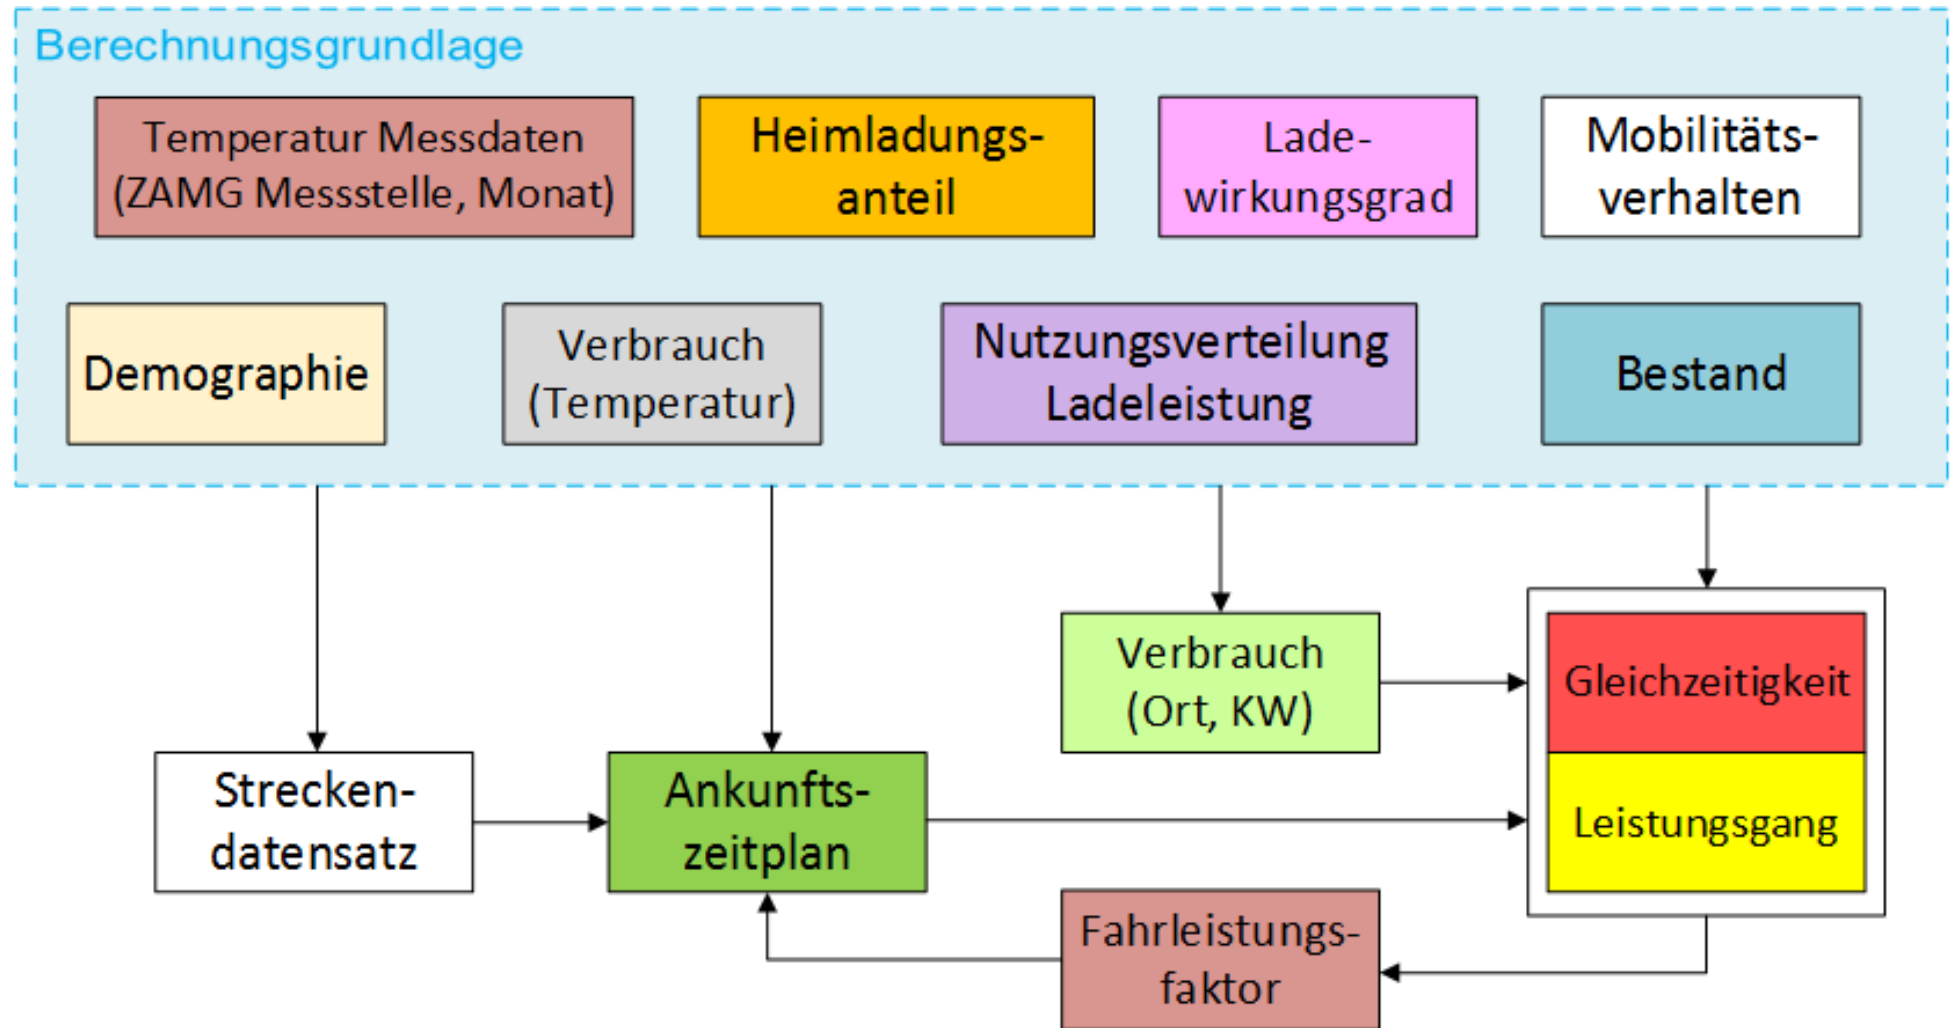 Berechnungsgrundlage
Temperatur Messdaten
(ZAMG Messstelle, Monat)
Heimladungs-
anteil
Lade-
wirkungsgrad
Mobilitäts-
verhalten
Demographie
Verbrauch
(Temperatur)
Nutzungsverteilung
Ladeleistung
Bestand
Verbrauch
(Ort, KW)
Gleichzeitigkeit
Strecken-
datensatz
Ankunfts-
zeitplan
Leistungsgang
Fahrleistungs-
faktor